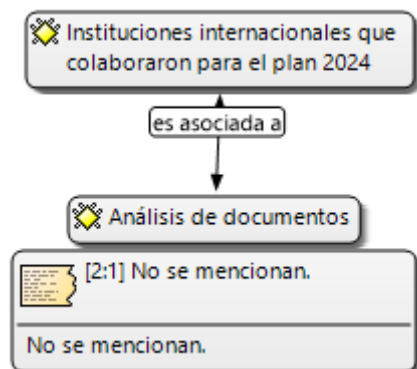 Instituciones internacionales que
colaboraron para el plan 2024
es asociada a
Análisis de documentos
[2:1] No se mencionan.
No se mencionan.